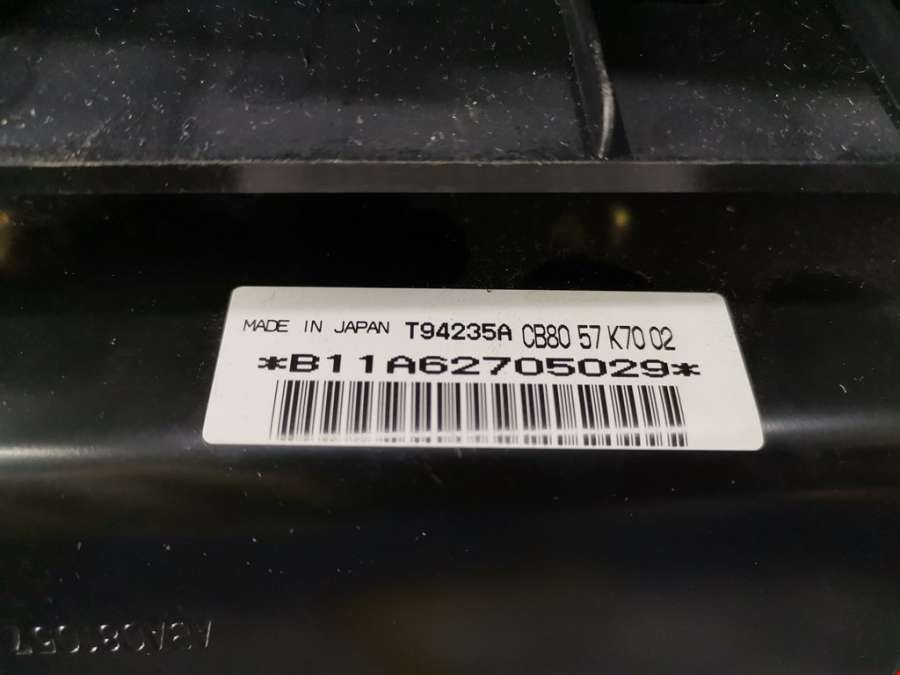 MADE IN JAPAN T94235A CB80 57 K70 02
*B11A62705029*